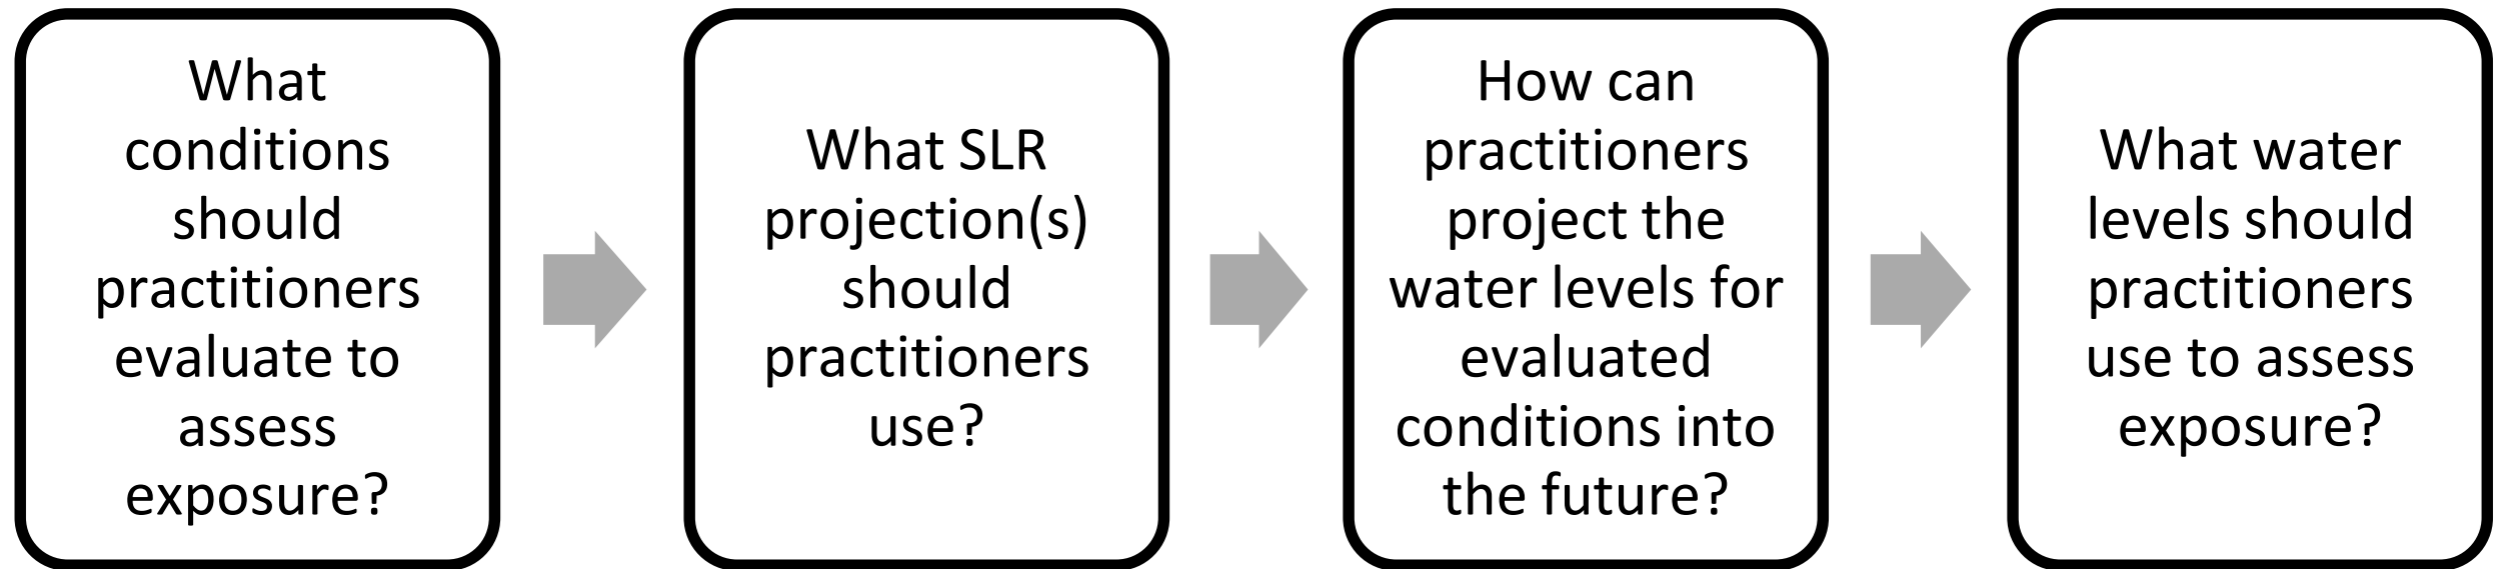 What
conditions
should
practitioners
evaluate to
assess
exposure?
What SLR
projection(s)
should
practitioners
use?
How can
practitioners
project the
water levels for
evaluated
conditions into
the future?
What water
levels should
practitioners
use to assess
exposure?